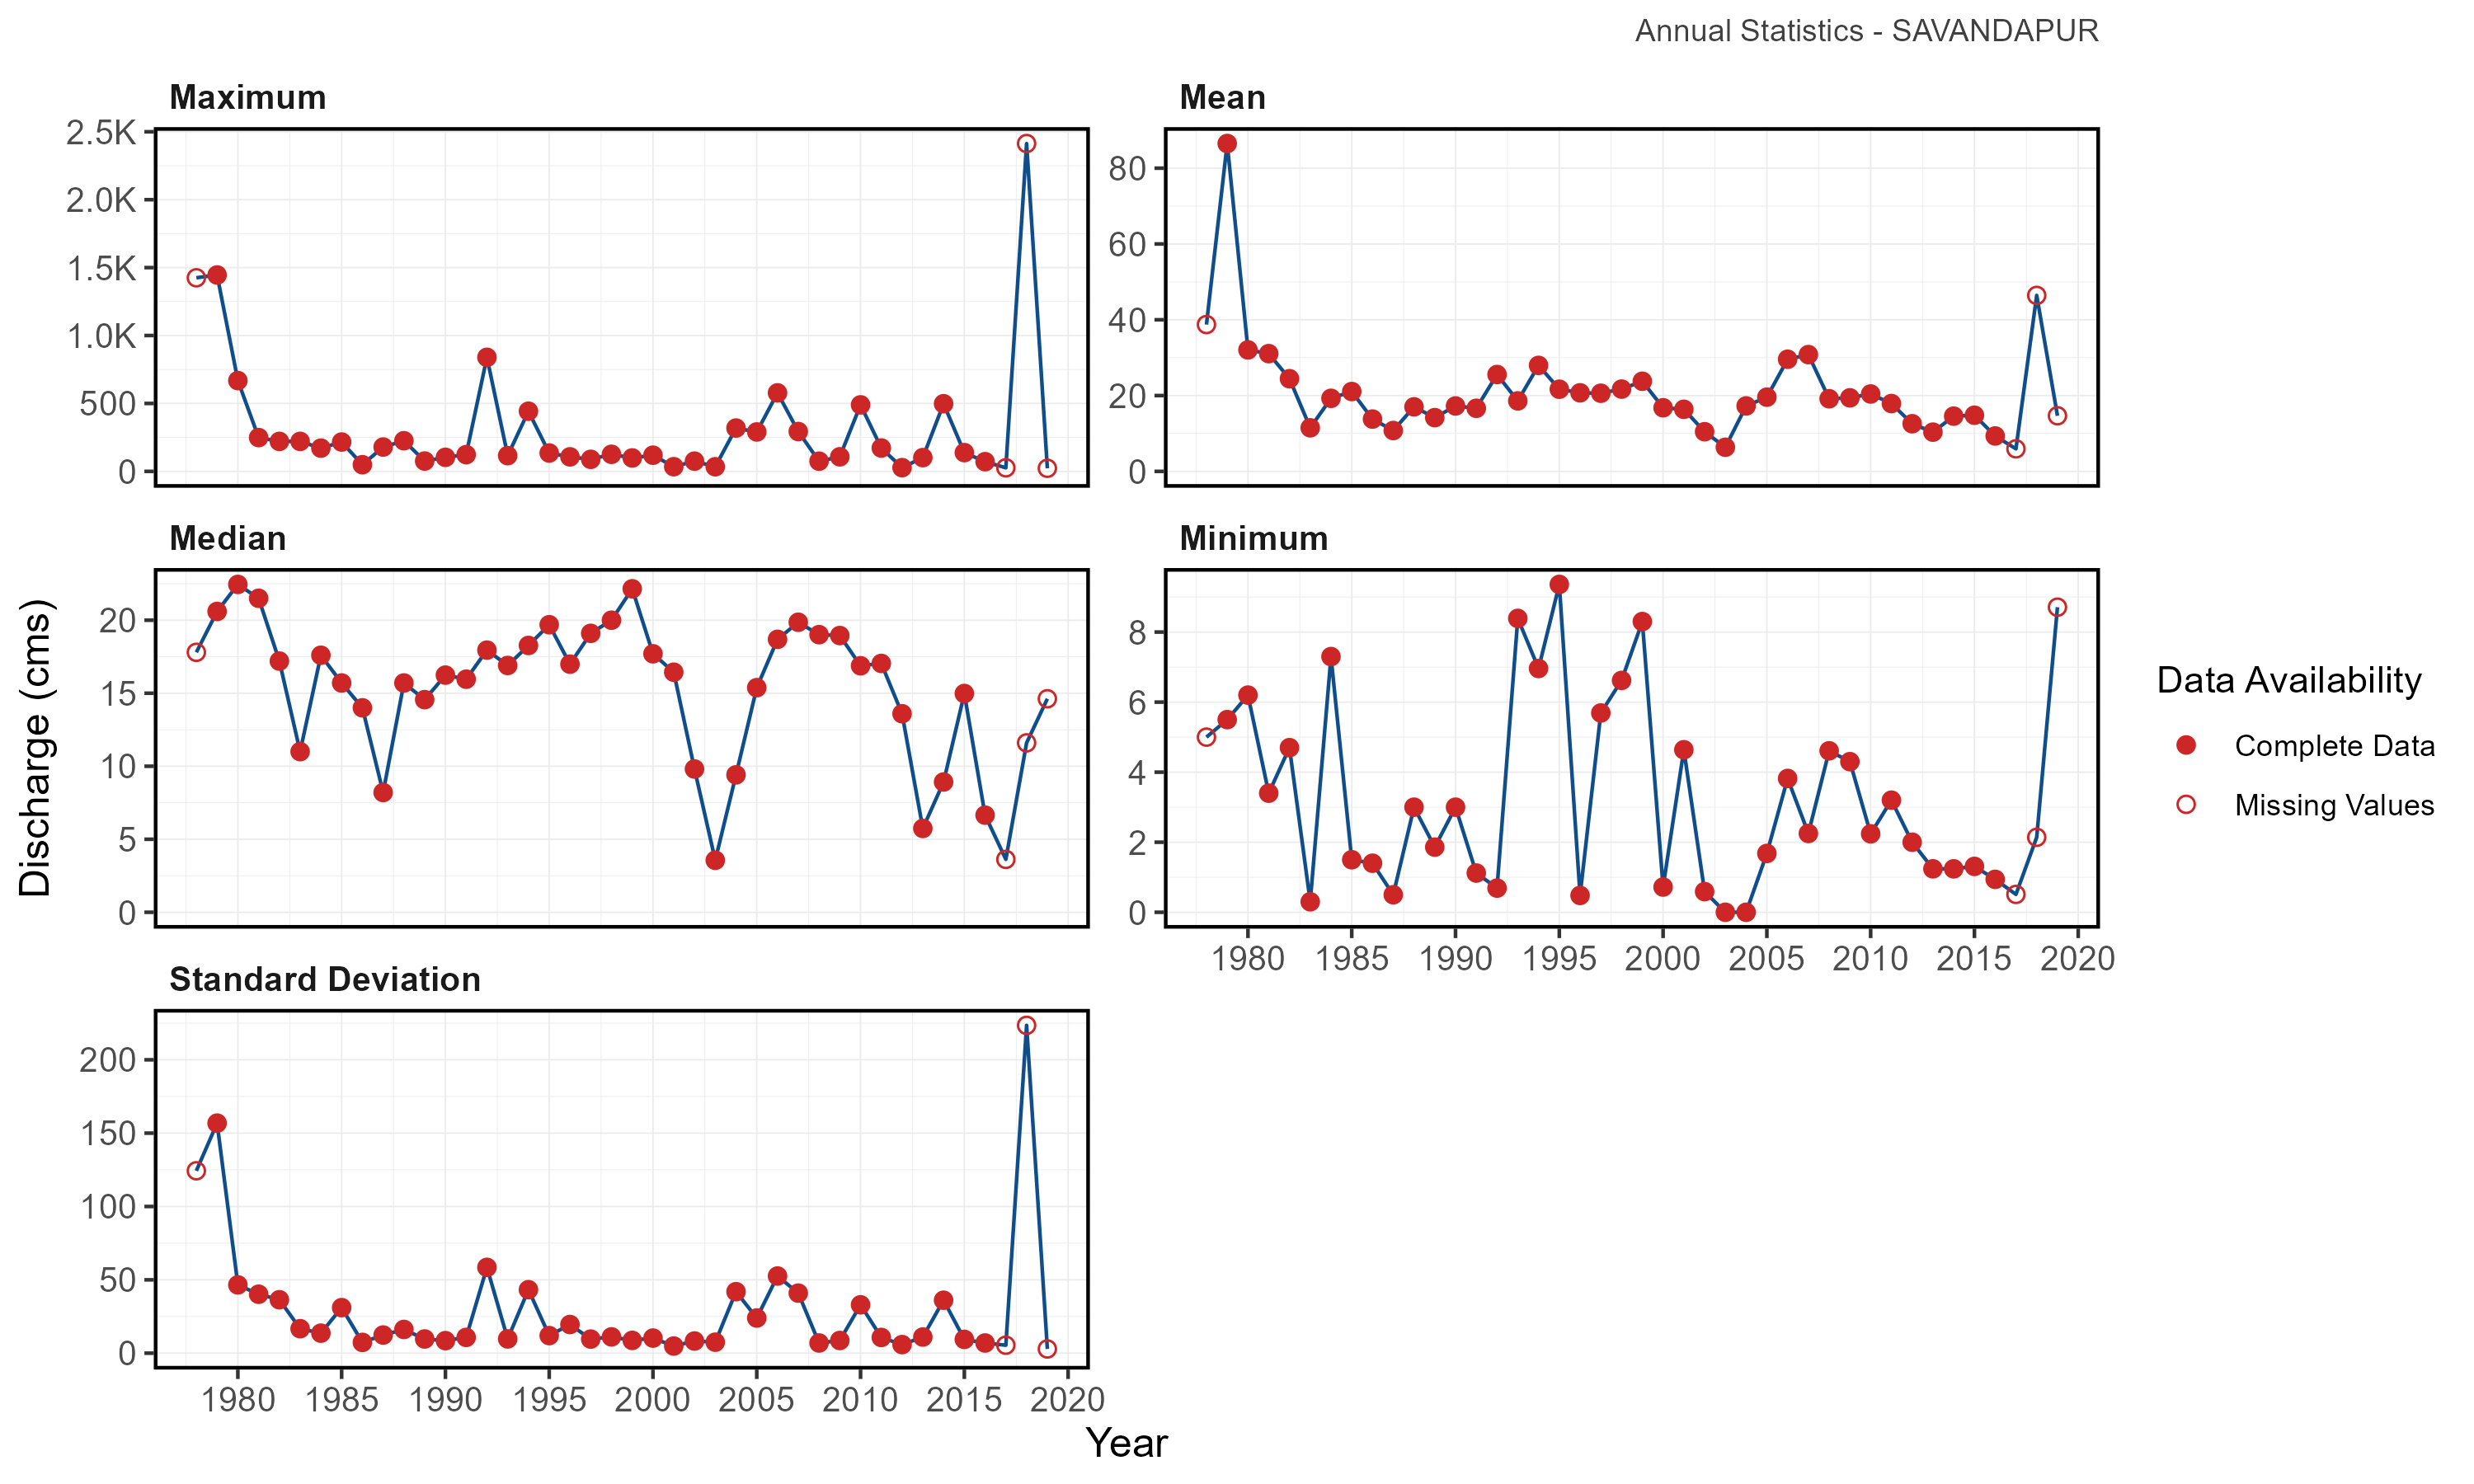 Annual Statistics - SAVANDAPUR
Maximum
2.5K
2.0K
1.5K
1.0K
500
0
Mean
80
60
40
20
0
Discharge (cms)
Median
20
15
10
5
0
Minimum
8
6
4
2
0
1980 1985 1990 1995 2000 2005 2010 2015 2020
Data Availability
Complete Data
Missing Values
Standard Deviation
200
150
100
50
0
1980 1985 1990 1995 2000 2005 2010 2015 2020
Year